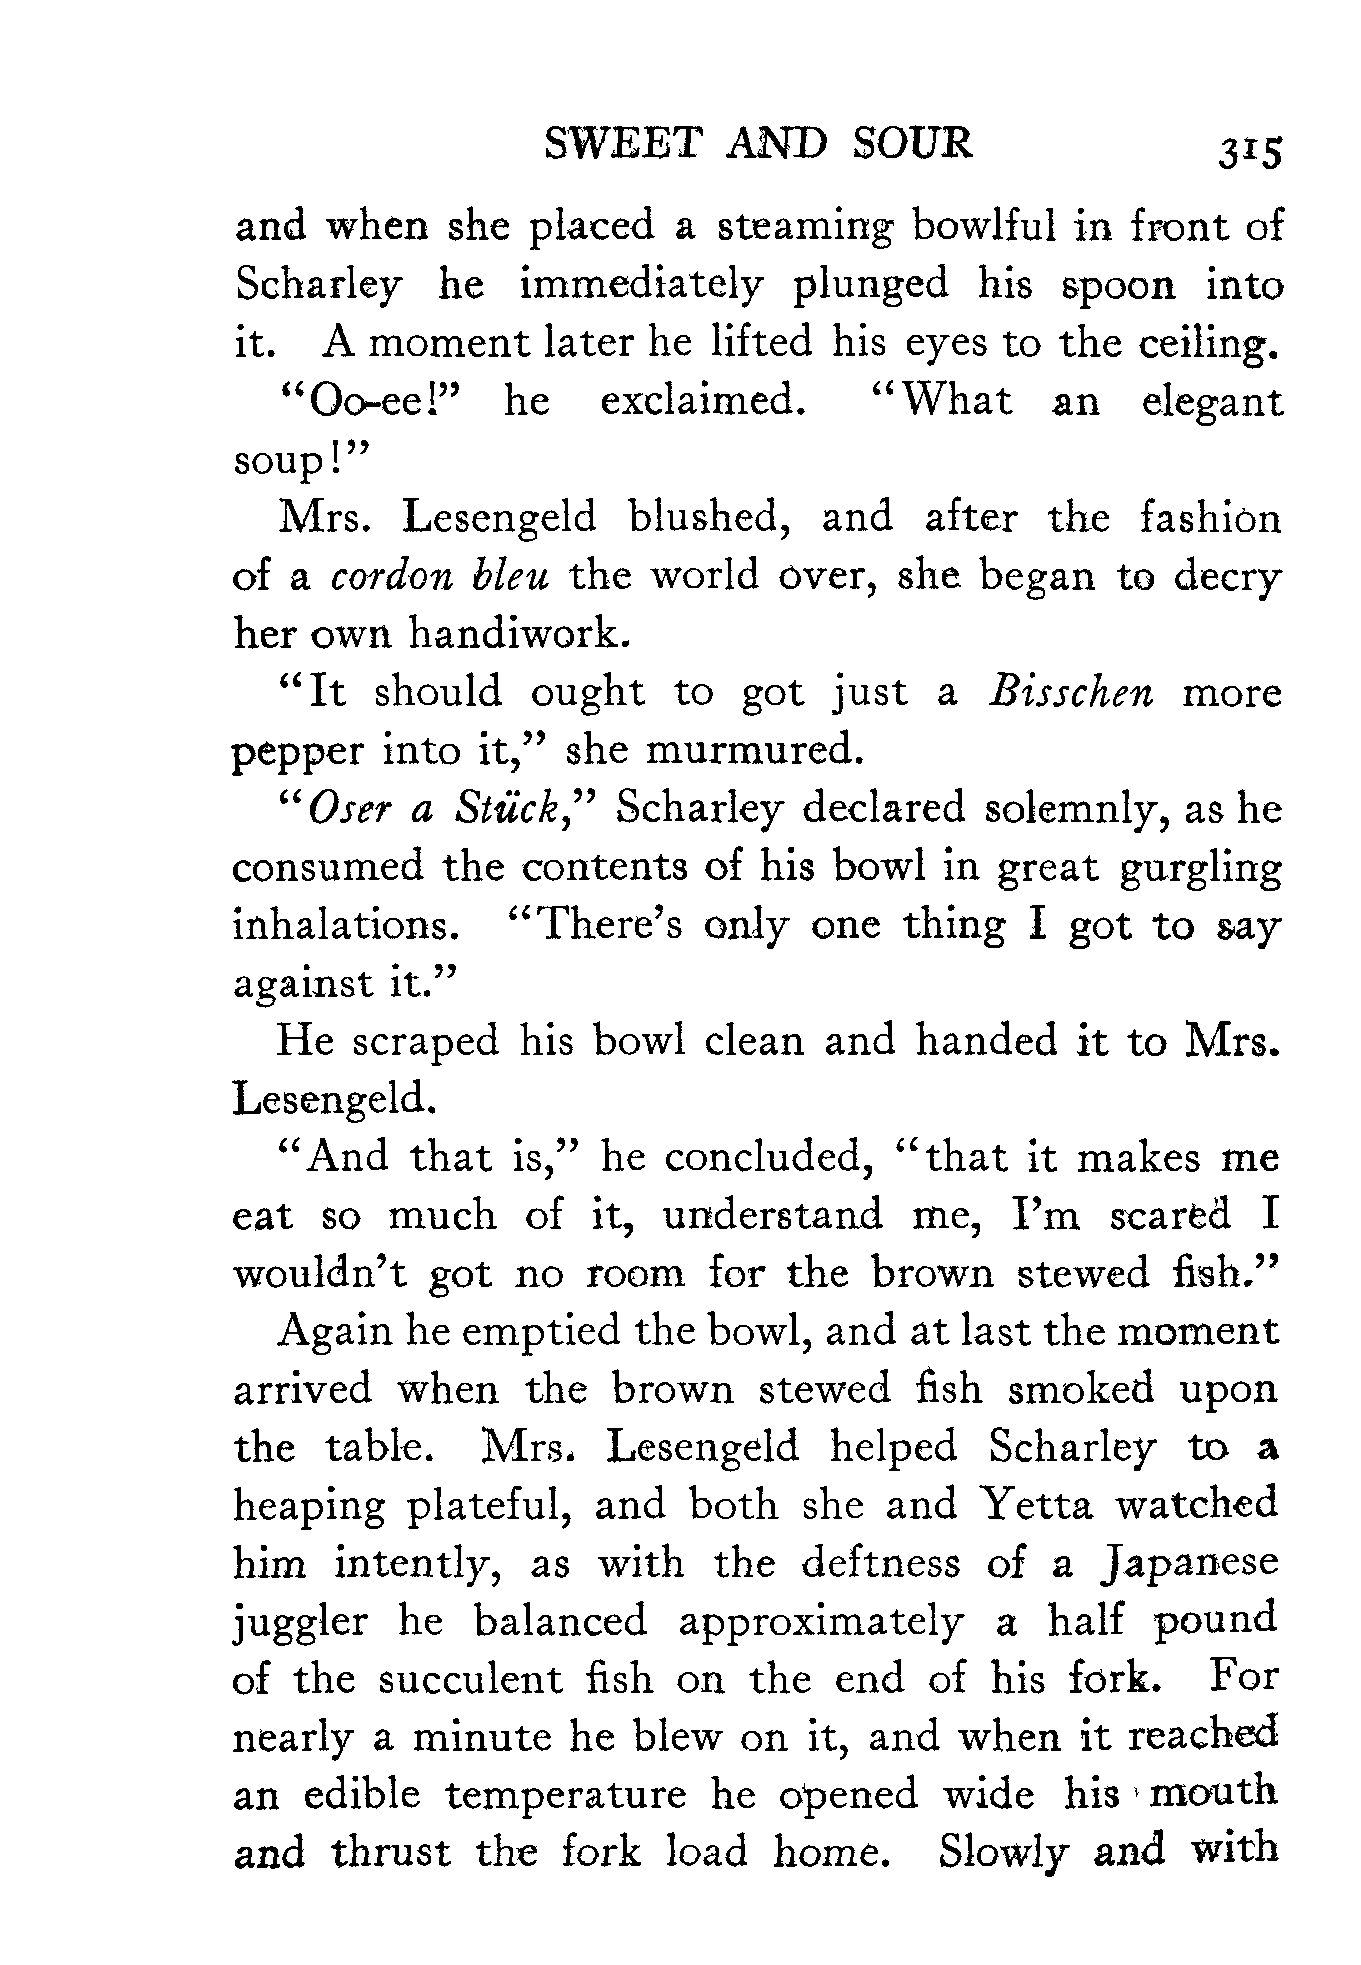 SWEET AND SOUR 315
and when she placed a steaming bowlful in front of
Scharley he immediately plunged his spoon into
it. A moment later he lifted his eyes to the ceiling.
"Oo-ee!" he exclaimed. "What an elegant
soup!"
Mrs. Lesengeld blushed, and after the fashion
of a cordon bleu the world over, she began to decry
her own handiwork.
"It should ought to got just a Bisschen more
pepper into it," she murmured.
"Oser a Stück," Scharley declared solemnly, as he
consumed the contents of his bowl in great gurgling
inhalations. "There's only one thing I got to say
against it."
He scraped his bowl clean and handed it to Mrs.
Lesengeld.
"And that is," he concluded, "that it makes me
eat so much of it, understand me, I'm scared I
wouldn't got no room for the brown stewed fish."
Again he emptied the bowl, and at last the moment
arrived when the brown stewed fish smoked upon
the table. Mrs. Lesengeld helped Scharley to a
heaping plateful, and both she and Yetta watched
him intently, as with the deftness of a Japanese
juggler he balanced approximately a half pound
of the succulent fish on the end of his fork. For
nearly a minute he blew on it, and when it reached
an edible temperature he opened wide his mouth
and thrust the fork load home. Slowly and with